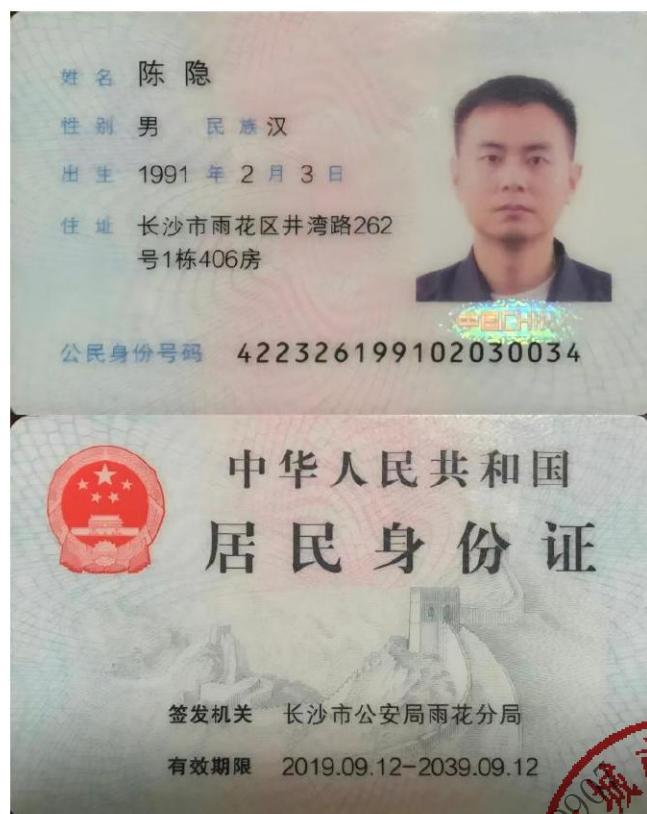 姓名 陈隐
性别 男 民族 汉
出生 1991 年 2 月 3 日
住址 长沙市雨花区井湾路262
号1栋406房
公民身份号码 422326199102030034
中华人民共和国
居民身份证
签发机关 长沙市公安局雨花分局
有效期限 2019.09.12-2039.09.12